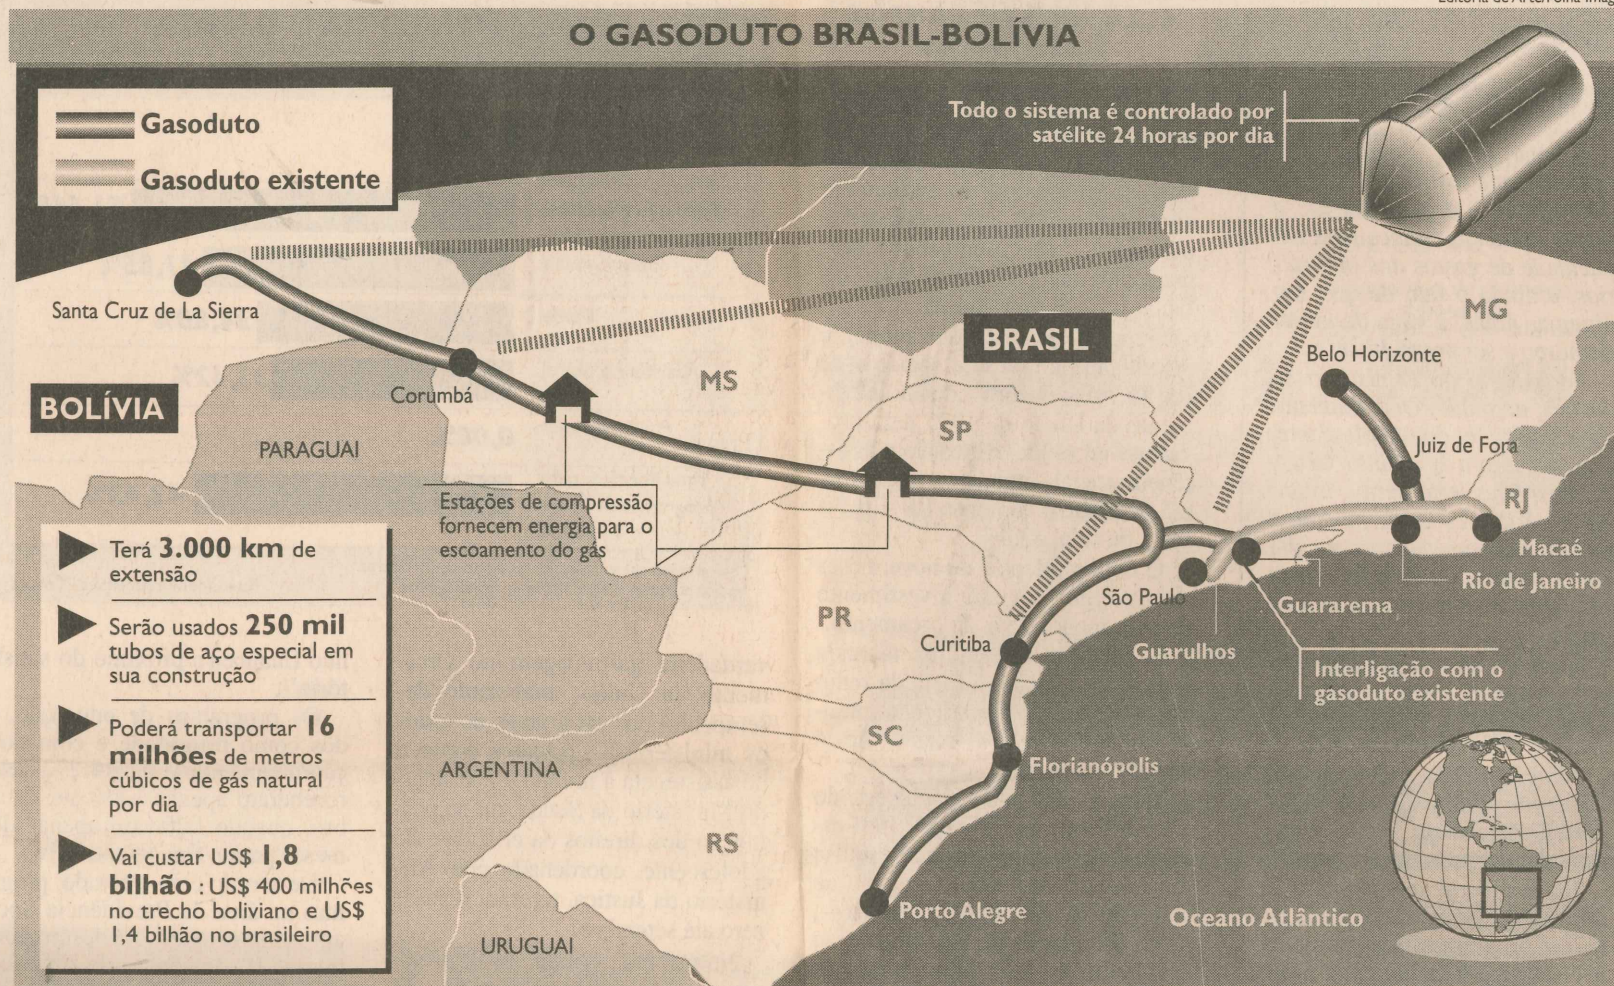 O GASODUTO BRASIL-BOLÍVIA
Gasoduto
Gasoduto existente
Todo o sistema é controlado por
satélite 24 horas por dia
Santa Cruz de La Sierra
Corumbá
BOLÍVIA
PARAGUAI
MS
BRASIL
MG
Belo Horizonte
SP
Juiz de Fora
RJ
Macaé
Rio de Janeiro
Estações de compressão
fornecem energia para o
escoamento do gás
São Paulo
Guararema
Guarulhos
Interligação com o
gasoduto existente
PR
Curitiba
SC
Florianópolis
ARGENTINA
RS
Porto Alegre
URUGUAI
Oceano Atlântico
Terá 3.000 km de
extensão
Serão usados 250 mil
tubos de aço especial em
sua construção
Poderá transportar 16
milhões de metros
cúbicos de gás natural
por dia
Vai custar US$ 1,8
bilhão : US$ 400 milhões
no trecho boliviano e US$
1,4 bilhão no brasileiro